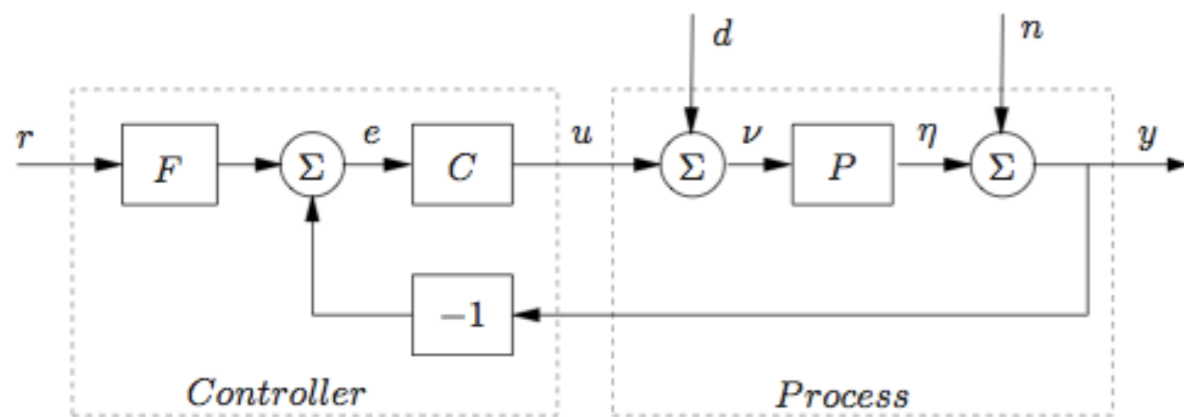 d n
r F Σ e C u Σ ν P η Σ y
−1
Controller Process